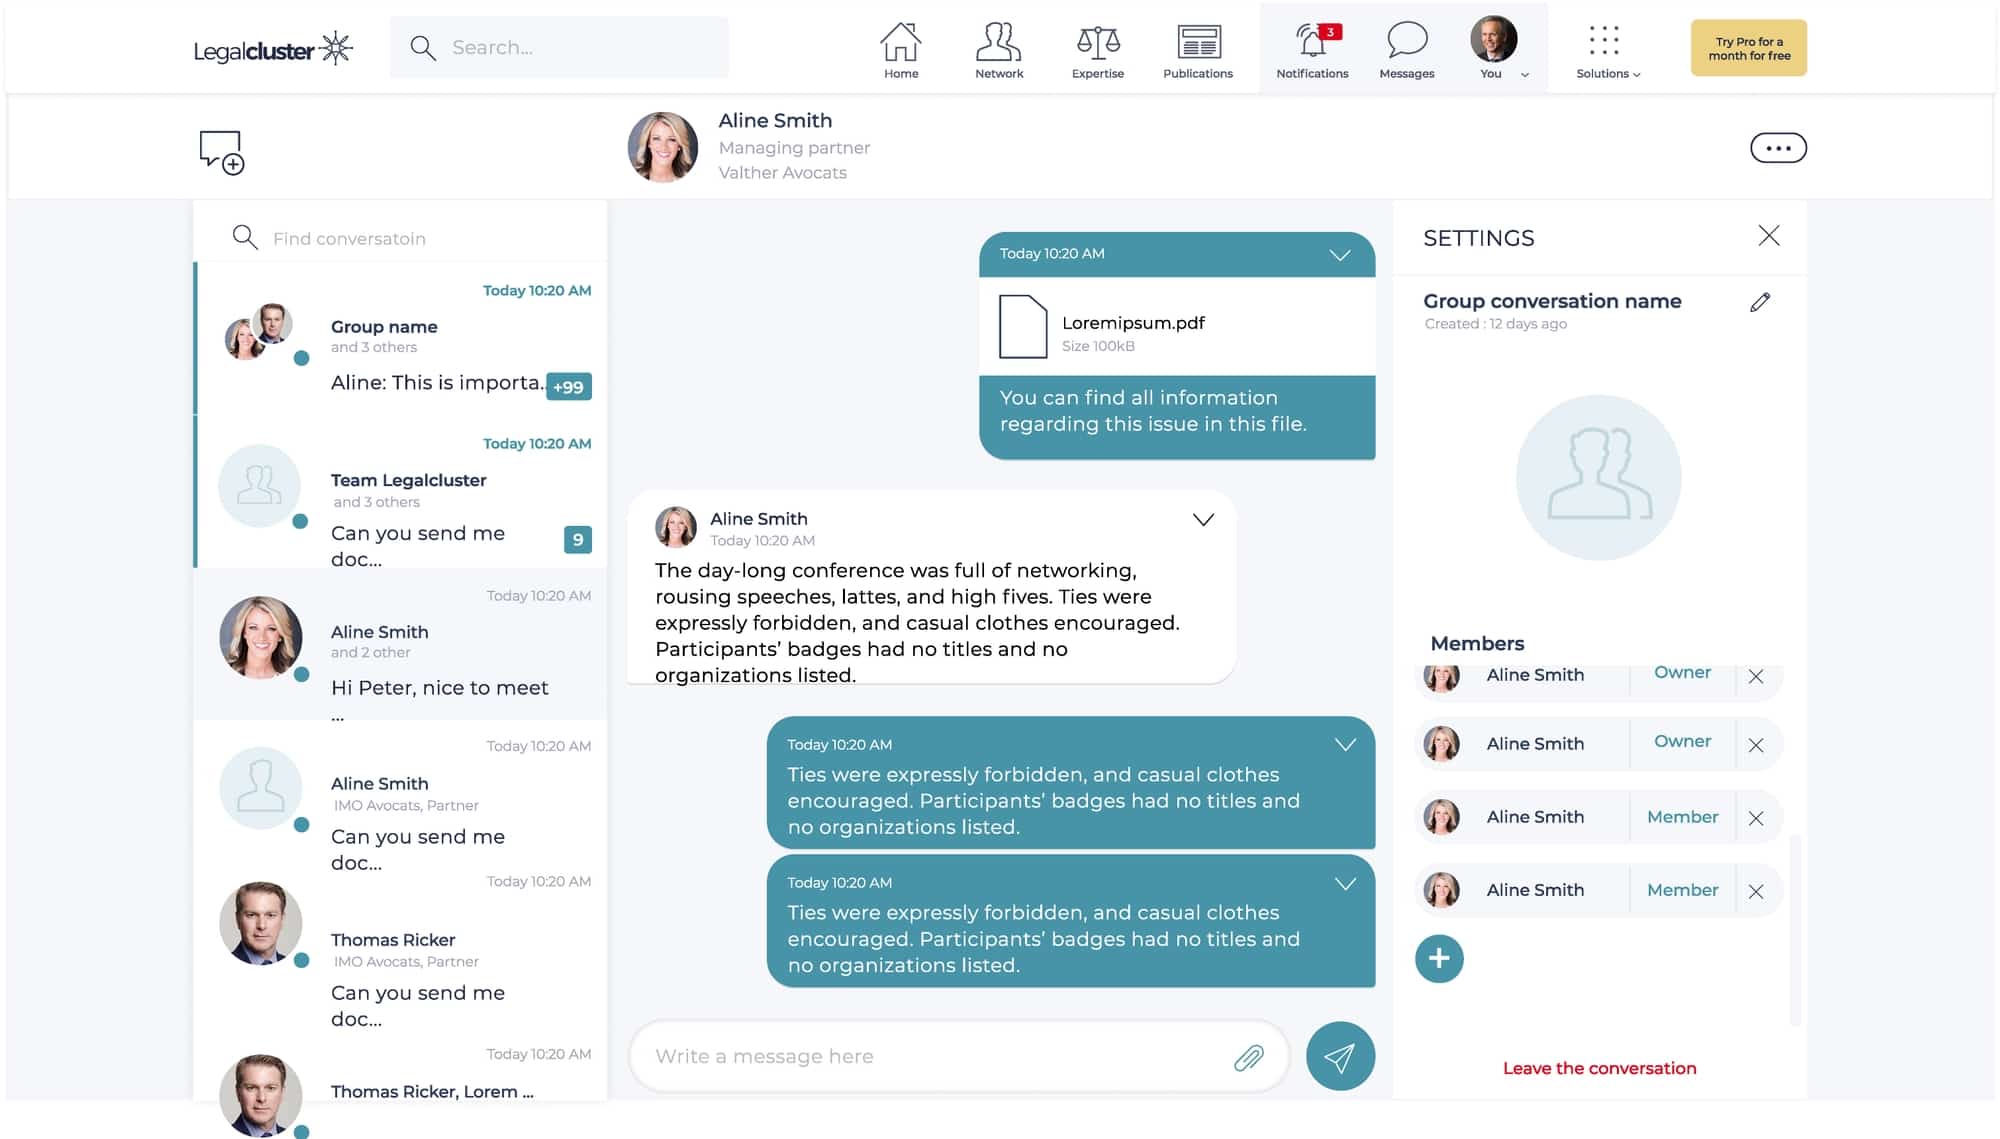 Legalcluster
Search...
Home
Network
Expertise
Publications
3
Notifications
Messages
You
Solutions
Try Pro for a
month for free
Aline Smith
Managing partner
Valther Avocats
Find conversatoin
Today 10:20 AM
Group name
and 3 others
Aline: This is importa..
+99
Today 10:20 AM
Team Legalcluster
and 3 others
Can you send me
doc...
9
Today 10:20 AM
Aline Smith
and 2 other
Hi Peter, nice to meet
...
Today 10:20 AM
Aline Smith
IMO Avocats, Partner
Can you send me
doc...
Today 10:20 AM
Thomas Ricker
IMO Avocats, Partner
Can you send me
doc...
Today 10:20 AM
Thomas Ricker, Lorem ...
Today 10:20 AM
Loremipsum.pdf
Size 100kB
You can find all information
regarding this issue in this file.
Aline Smith
Today 10:20 AM
The day-long conference was full of networking,
rousing speeches, lattes, and high fives. Ties were
expressly forbidden, and casual clothes encouraged.
Participants’ badges had no titles and no
organizations listed.
Today 10:20 AM
Ties were expressly forbidden, and casual clothes
encouraged. Participants’ badges had no titles and
no organizations listed.
Today 10:20 AM
Ties were expressly forbidden, and casual clothes
encouraged. Participants’ badges had no titles and
no organizations listed.
Write a message here
SETTINGS
Group conversation name
Created : 12 days ago
Members
Aline Smith Owner
Aline Smith Owner
Aline Smith Member
Aline Smith Member
Leave the conversation